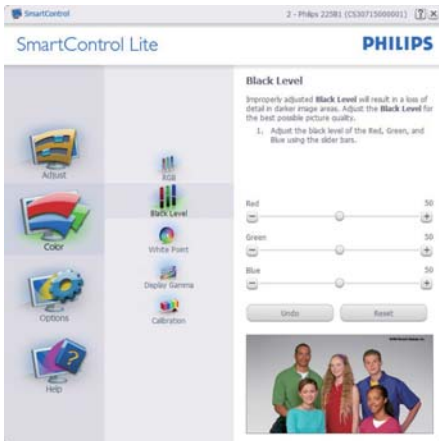 SmartControl
2 - Philips 225B1 (CS30715000001)
SmartControl Lite
PHILIPS
Adjust
Color
Options
Help
RGB
Black Level
White Point
Display Gamma
Calibration
Black Level
Improperly adjusted Black Level will result in a loss of
detail in darker image areas. Adjust the Black Level for
the best possible picture quality.
1. Adjust the black level of the Red, Green, and
Blue using the slider bars.
Red 50
Green 50
Blue 50
Undo Reset